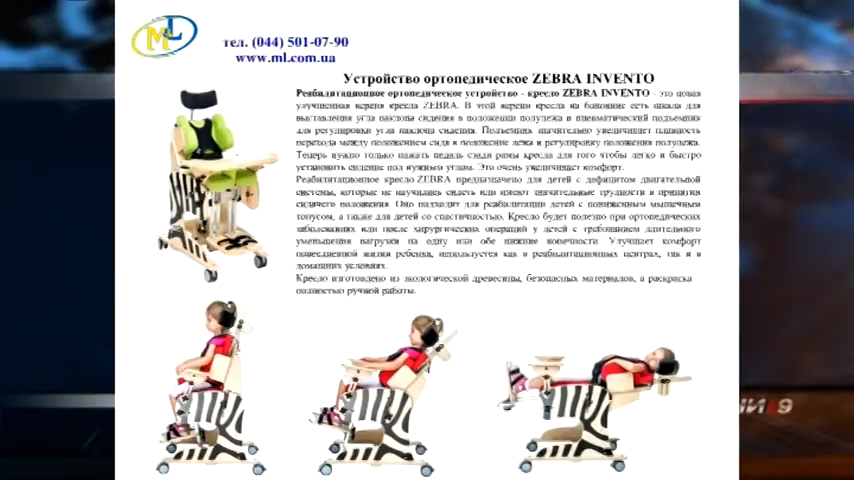 ML
тел. (044) 501-07-90
www.ml.com.ua
Устройство ортопедическое ZEBRA INVENTO
Реабилитационное ортопедическое устройство - кресло ZEBRA INVENTO - это новая
улучшенная версия кресла ZEBRA. В этой версии кресла на боковине есть шкала для
выставления угла наклона сидения в положении полулежа и пневматический подъемник
для регулировки угла наклона сидения. Подъемник значительно увеличивает плавность
перехода между положением сидя в положение лежа и регулировку положения полулежа.
Теперь нужно только нажать педаль сзади рамы кресла для того чтобы легко и быстро
установить сидение под нужным углом. Это очень увеличивает комфорт.
Реабилитационное кресло ZEBRA предназначено для детей с дефицитом двигательной
системы, которые не научились сидеть или имеют значительные трудности в принятии
сидячего положения. Оно подходит для реабилитации детей с пониженным мышечным
тонусом, а также для детей со спастичностью. Кресло будет полезно при ортопедических
заболеваниях или после хирургических операций у детей с требованием длительного
уменьшения нагрузки на одну или обе нижние конечности. Улучшает комфорт
повседневной жизни ребенка, используется как в реабилитационных центрах, так и в
домашних условиях.
Кресло изготовлено из экологической древесины, безопасных материалов, а раскраска
полностью ручной работы.